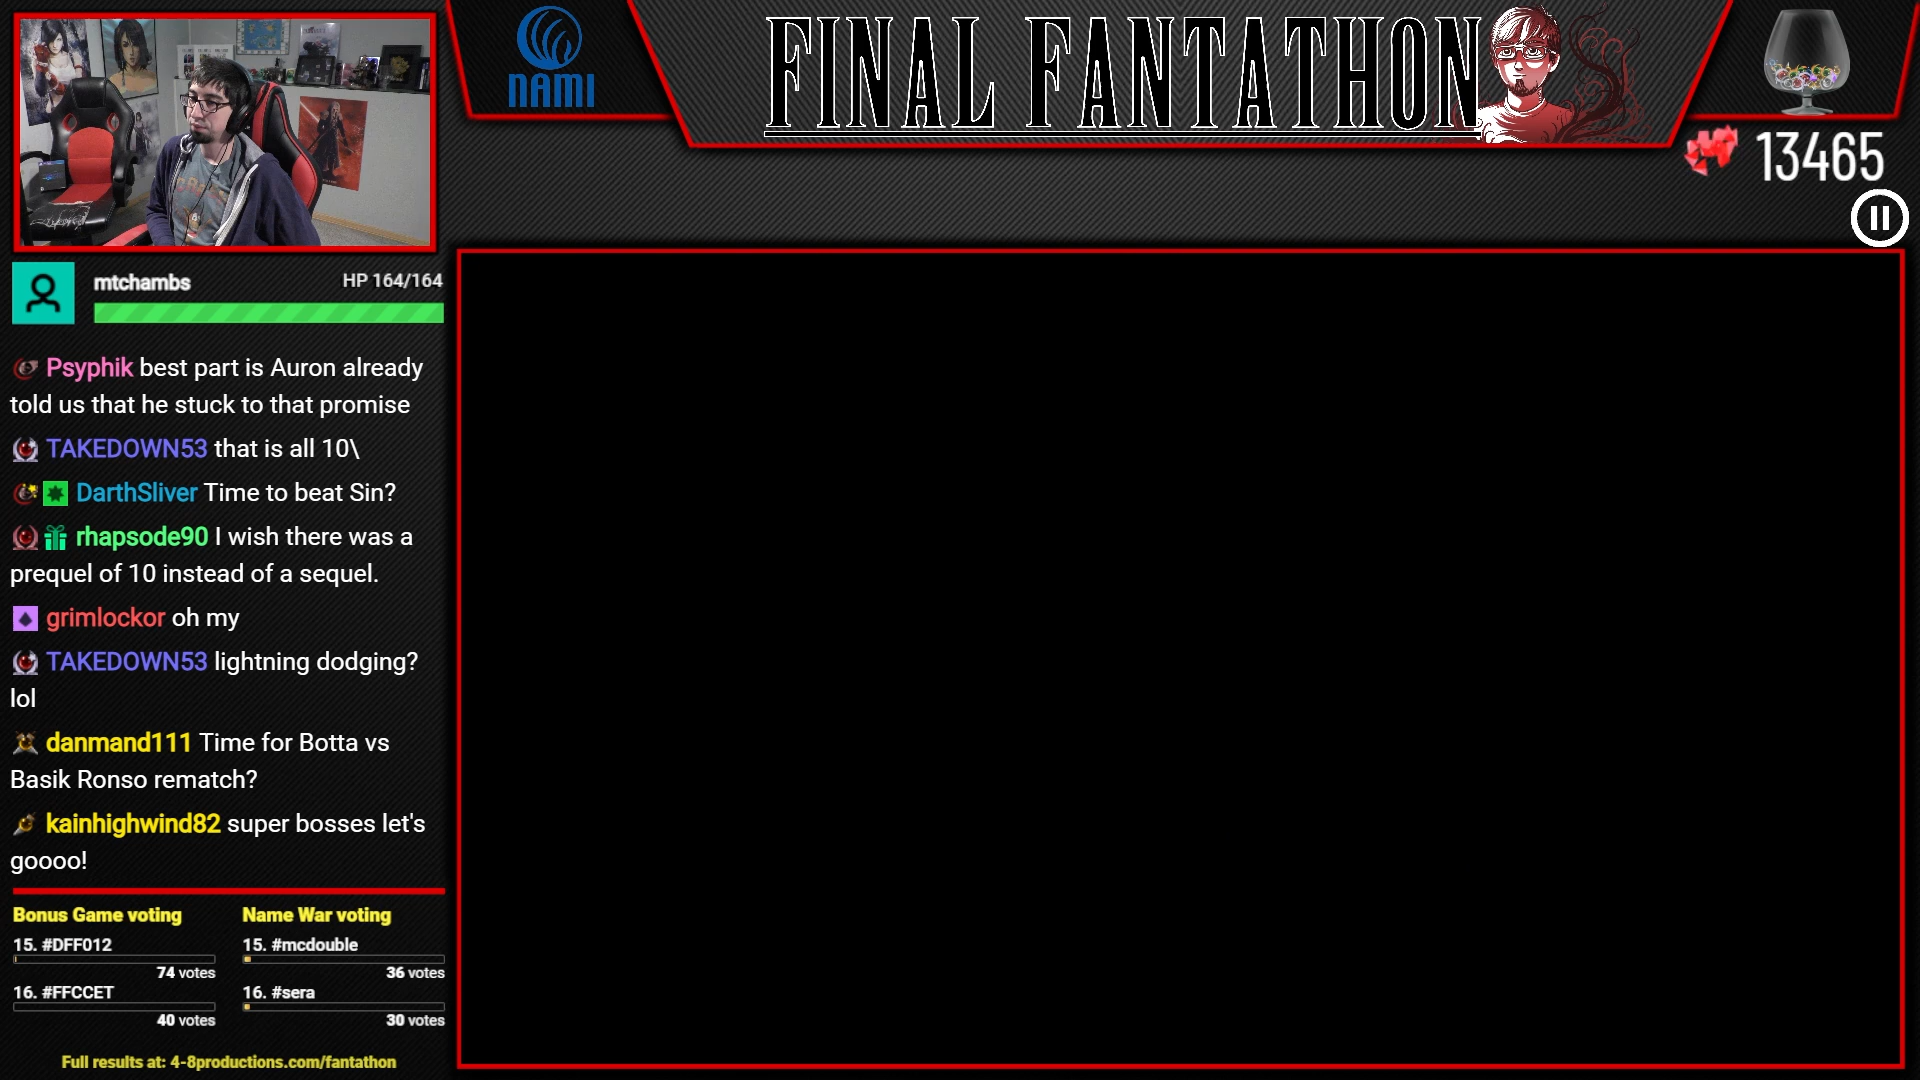 NAMI
FINAL FANTATHON
13465
mtchambs
HP 164/164
Psyphik best part is Auron already
told us that he stuck to that promise
TAKEDOWN53 that is all 10\
DarthSliver Time to beat Sin?
rhapsode90 I wish there was a
prequel of 10 instead of a sequel.
grimlockor oh my
TAKEDOWN53 lightning dodging?
lol
danmand111 Time for Botta vs
Basik Ronso rematch?
kainhighwind82 super bosses let's
goooo!
Bonus Game voting
15. #DFF012
74 votes
16. #FFCCET
40 votes
Name War voting
15. #mcdouble
36 votes
16. #sera
30 votes
Full results at: 4-8productions.com/fantathon